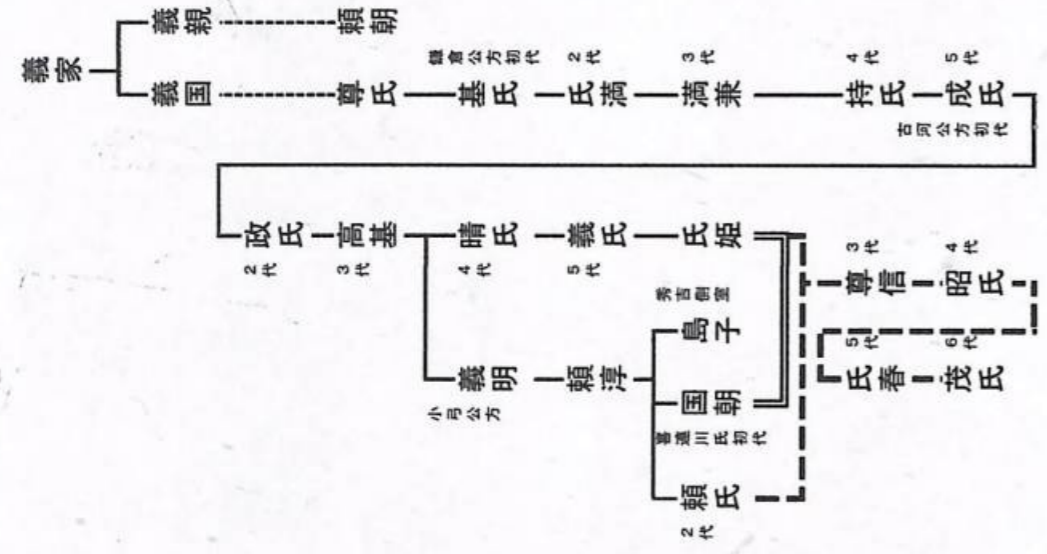 義家
義親
頼朝
義国
尊氏
鎌倉公方初代
基氏
2代
氏満
3代
満兼
4代
持氏
5代
成氏
古河公方初代
政氏
2代
高基
3代
晴氏
4代
義氏
5代
氏姫
義明
小弓公方
頼淳
秀吉側室
島子
国朝
喜連川氏初代
頼氏
2代
3代
尊信
4代
昭氏
5代
氏春
6代
茂氏